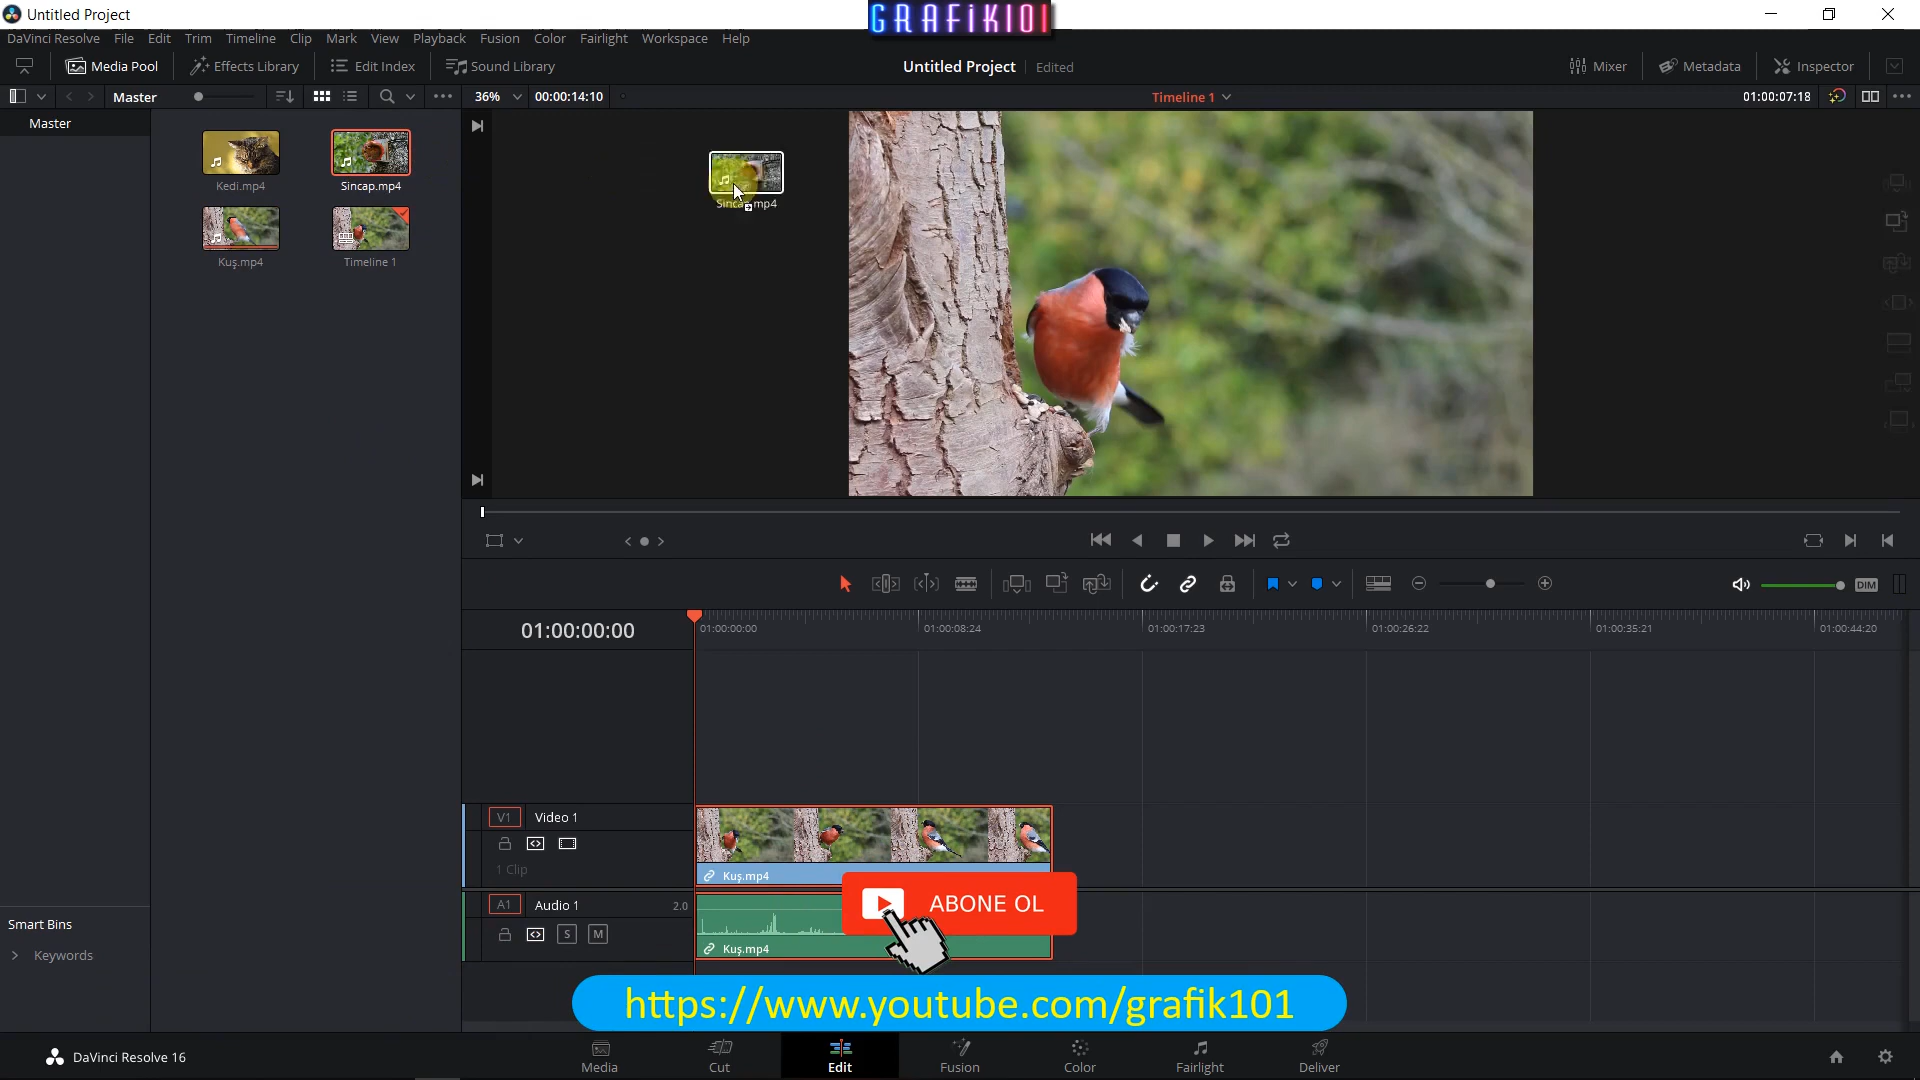 Untitled Project
GRAFiK101
DaVinci Resolve File Edit Trim Timeline Clip Mark View Playback Fusion Color Fairlight Workspace Help
Media Pool Effects Library Edit Index Sound Library Untitled Project Edited Mixer Metadata Inspector
Master 36% 00:00:14:10 Timeline 1 01:00:07:18
Master
Kedi.mp4 Sincap.mp4
Sincap.mp4
Kuş.mp4 Timeline 1
DIM
01:00:00:00 01:00:00:00 01:00:08:24 01:00:17:23 01:00:26:22 01:00:35:21 01:00:44:20
V1 Video 1
1 Clip
Kuş.mp4
A1 Audio 1 2.0
S M
Kuş.mp4
ABONE OL
Smart Bins
Keywords
https://www.youtube.com/grafik101
DaVinci Resolve 16
Media Cut Edit Fusion Color Fairlight Deliver